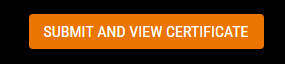 SUBMIT AND VIEW CERTIFICATE